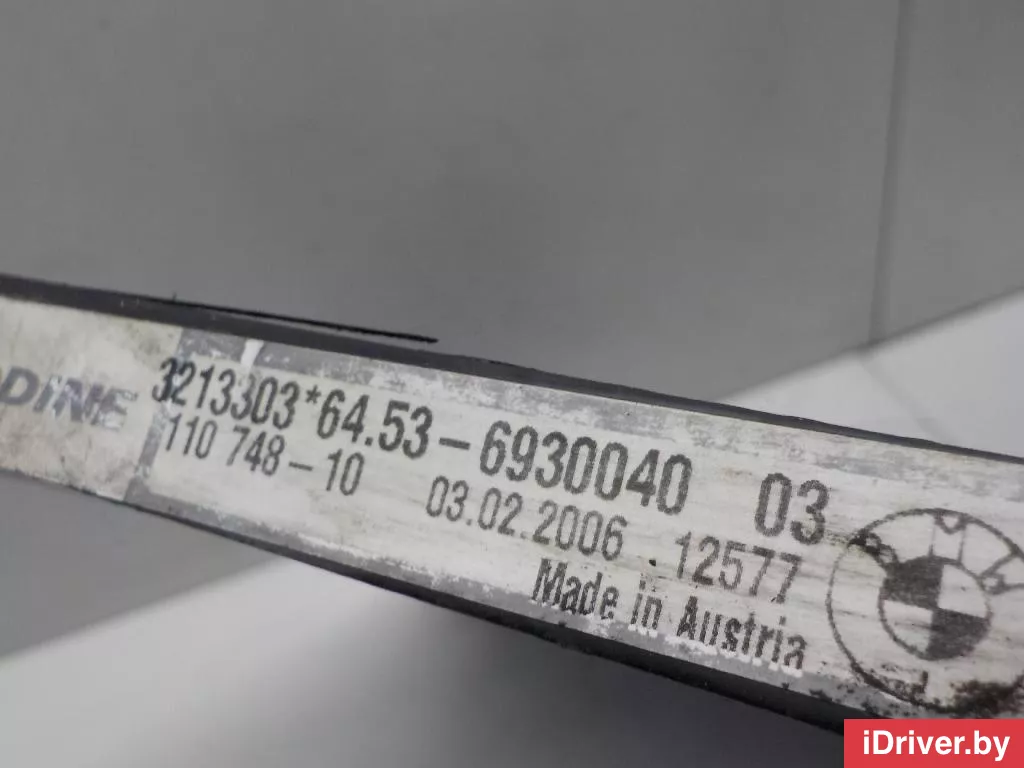 DINE
3213303*64.53-6930040 03
110 748-10 03.02.2006 12577
Made in Austria
iDriver.by